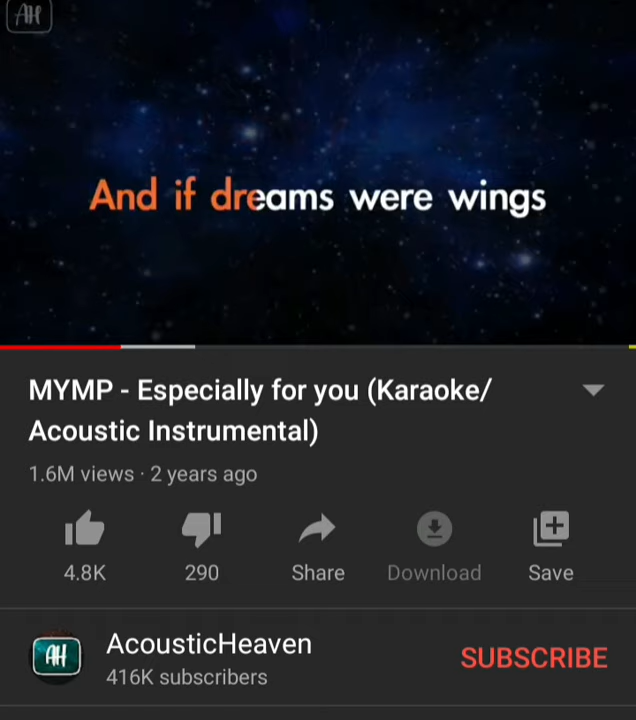 AH
And if dreams were wings
MYMP - Especially for you (Karaoke/
Acoustic Instrumental)
1.6M views · 2 years ago
4.8K 290 Share Download Save
AH
AcousticHeaven
416K subscribers
SUBSCRIBE